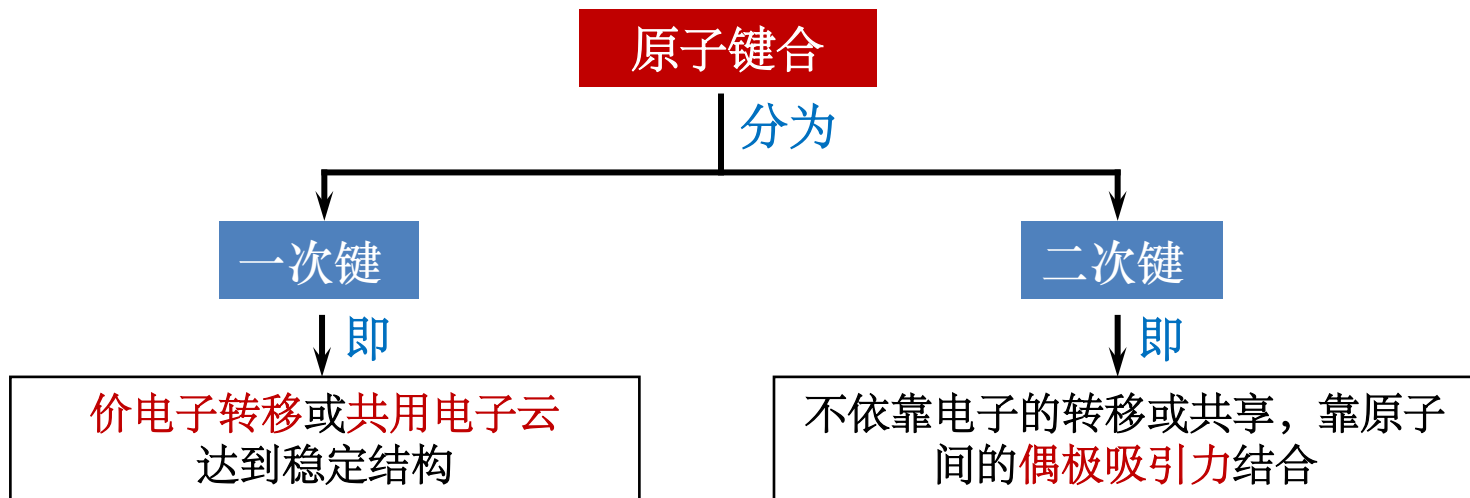 原子键合
分为
一次键
二次键
即
即
价电子转移或共用电子云
达到稳定结构
不依靠电子的转移或共享，靠原子
间的偶极吸引力结合